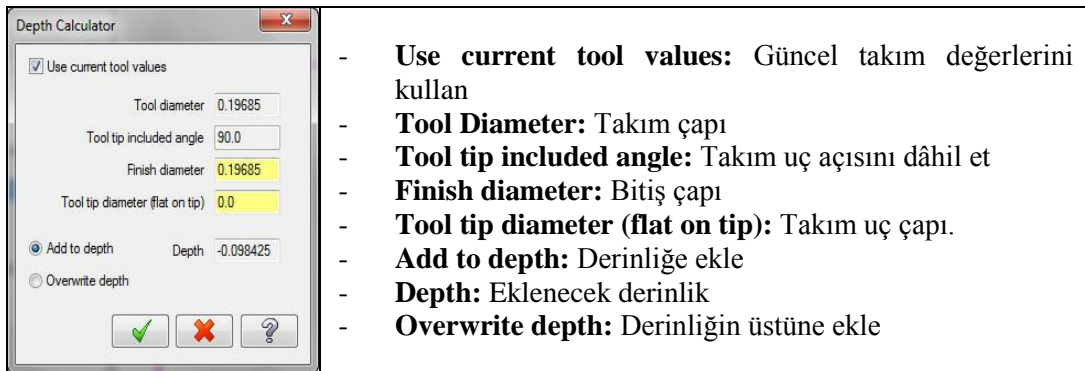 Depth Calculator
Use current tool values
Tool diameter 0.19685
Tool tip included angle 90.0
Finish diameter 0.19685
Tool tip diameter (flat on tip) 0.0
Add to depth Depth -0.098425
Overwrite depth
- Use current tool values: Güncel takım değerlerini
kullan
- Tool Diameter: Takım çapı
- Tool tip included angle: Takım uç açısını dâhil et
- Finish diameter: Bitiş çapı
- Tool tip diameter (flat on tip): Takım uç çapı.
- Add to depth: Derinliğe ekle
- Depth: Eklenecek derinlik
- Overwrite depth: Derinliğin üstüne ekle